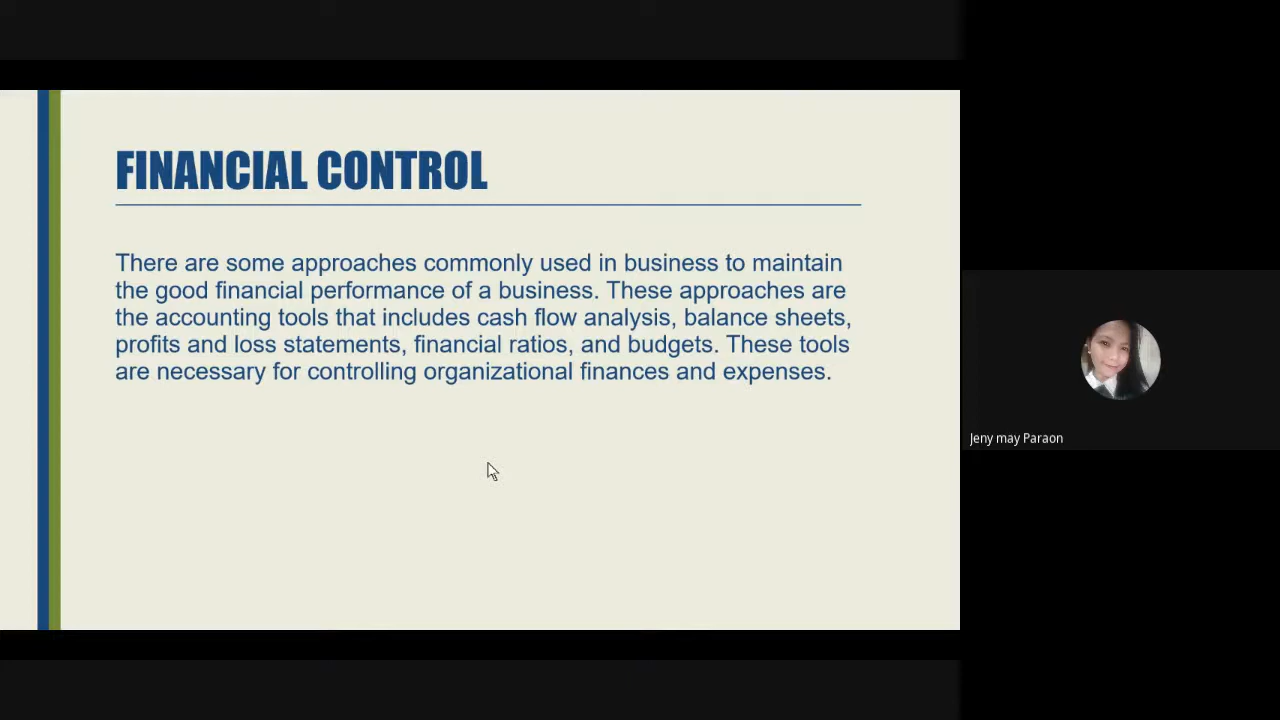 FINANCIAL CONTROL
There are some approaches commonly used in business to maintain
the good financial performance of a business. These approaches are
the accounting tools that includes cash flow analysis, balance sheets,
profits and loss statements, financial ratios, and budgets. These tools
are necessary for controlling organizational finances and expenses.
Jeny may Paraon